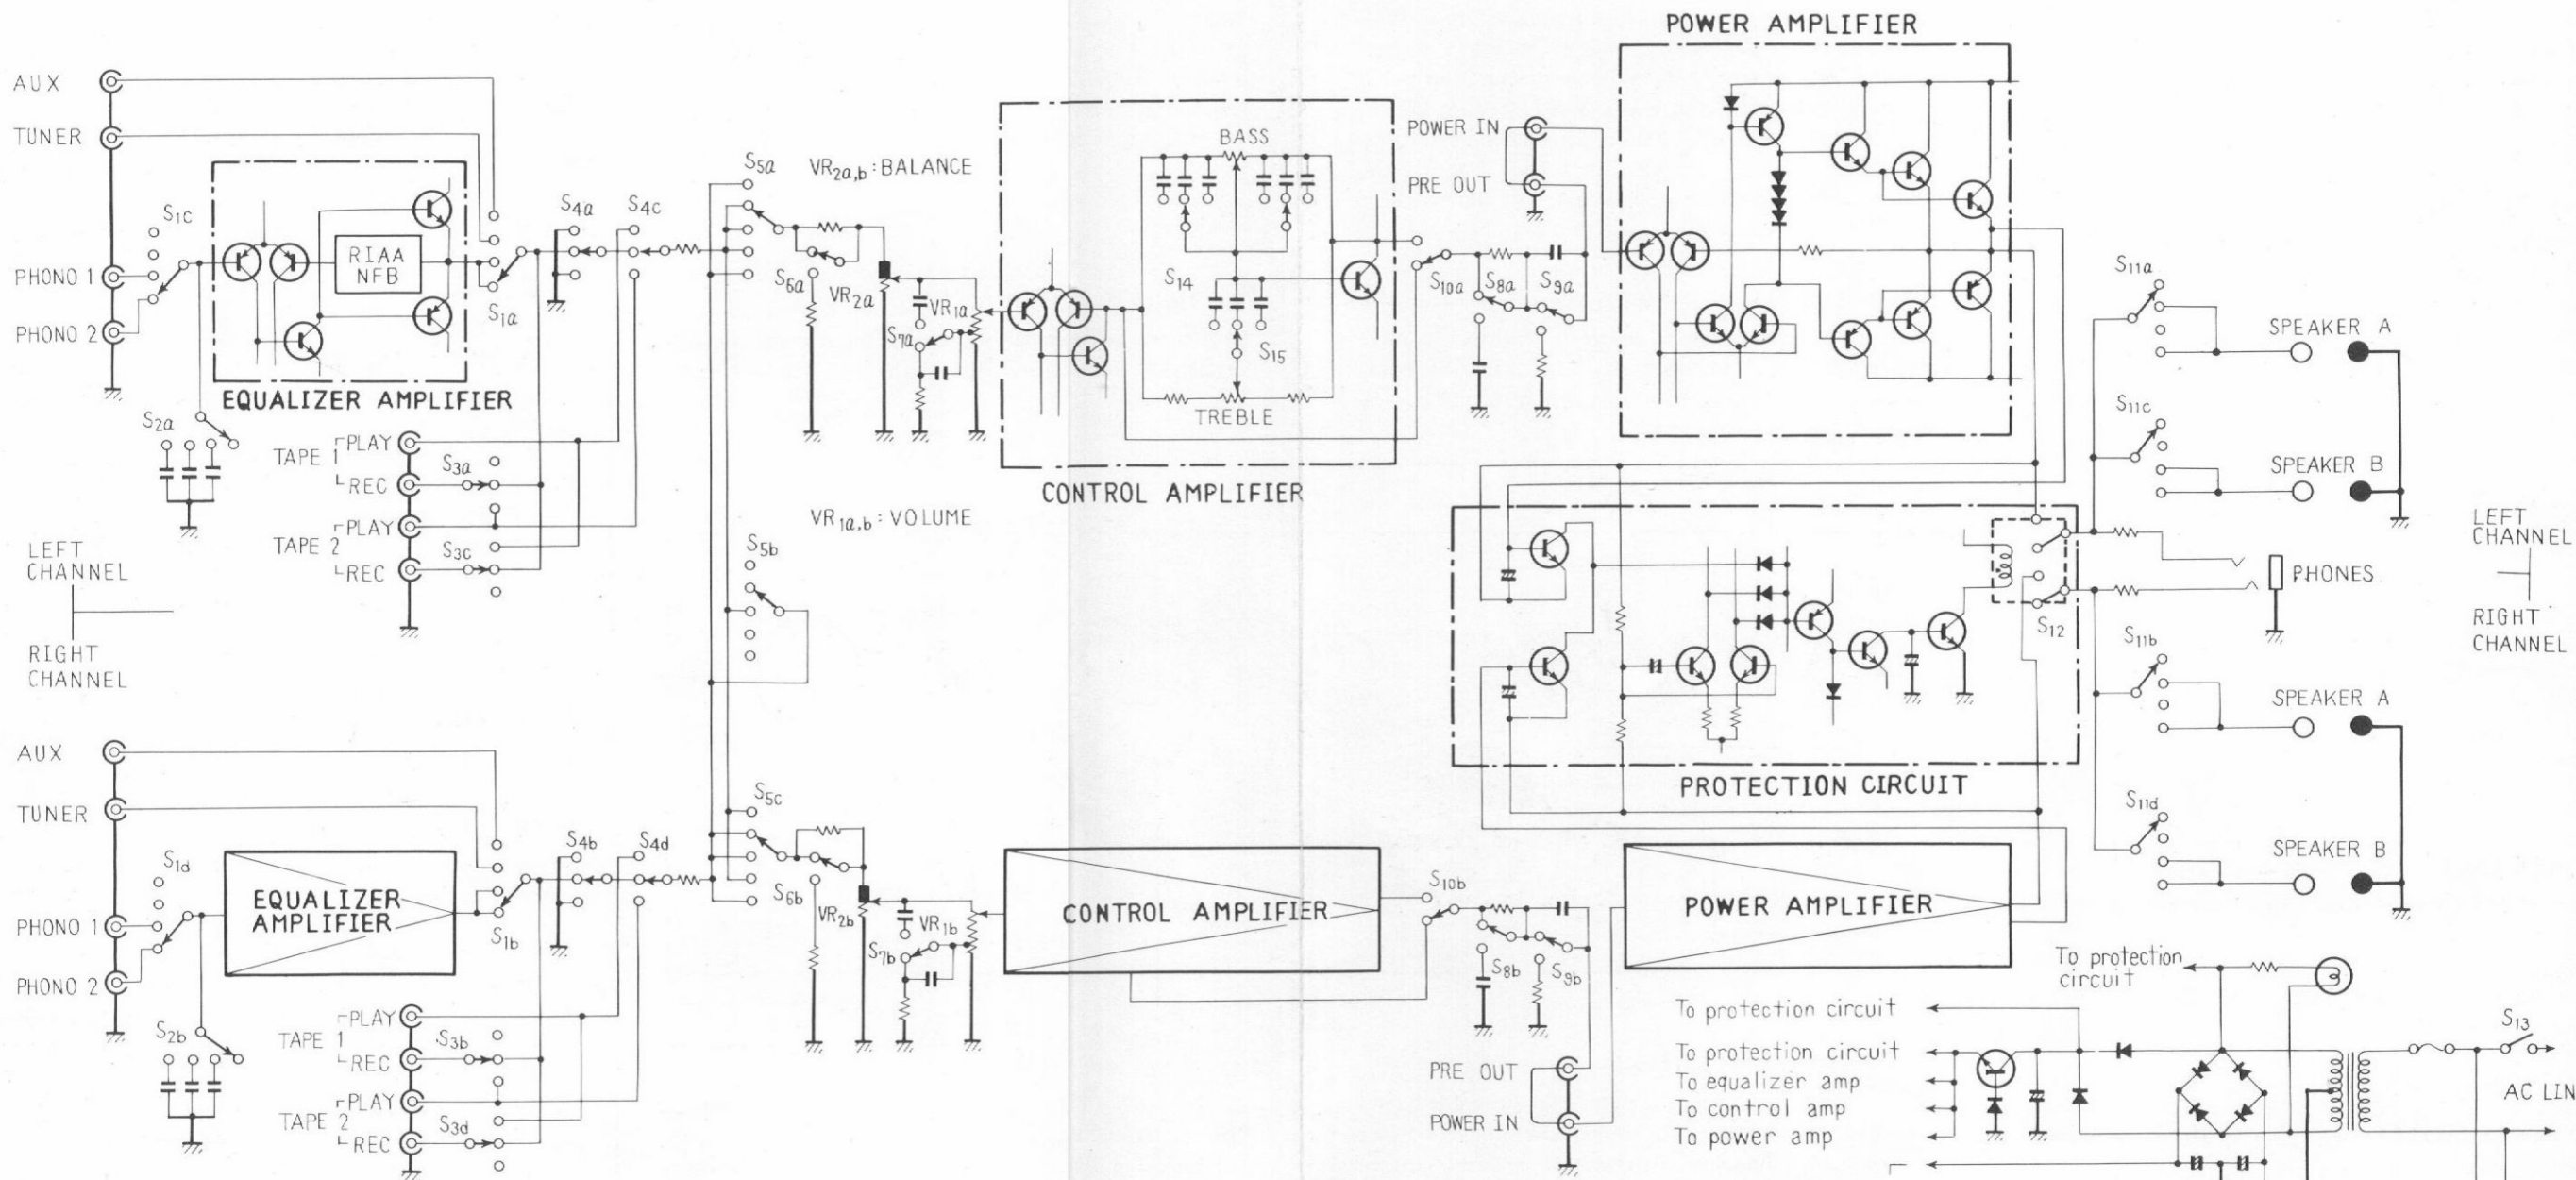 POWER AMPLIFIER
AUX
TUNER
PHONO 1
PHONO 2
S1c
RIAA
NFB
EQUALIZER AMPLIFIER
S1a
S2a
S4a
S4c
TAPE 1
PLAY
REC
S3a
TAPE 2
PLAY
REC
S3c
LEFT
CHANNEL
RIGHT
CHANNEL
S5a
VR2a,b : BALANCE
S6a
VR2a
VR1a
S7a
VR1a,b : VOLUME
S5b
BASS
S14
S15
TREBLE
CONTROL AMPLIFIER
POWER IN
PRE OUT
S10a
S8a
S9a
S11a
SPEAKER A
S11c
SPEAKER B
LEFT
CHANNEL
PHONES
S12
RIGHT
CHANNEL
S11b
SPEAKER A
S11d
SPEAKER B
PROTECTION CIRCUIT
AUX
TUNER
PHONO 1
PHONO 2
S1d
EQUALIZER
AMPLIFIER
S1b
S2b
S4b
S4d
TAPE 1
PLAY
REC
S3b
TAPE 2
PLAY
REC
S3d
S5c
S6b
VR2b
VR1b
S7b
CONTROL AMPLIFIER
S10b
S8b
S9b
POWER AMPLIFIER
PRE OUT
POWER IN
To protection
circuit
To protection circuit
To protection circuit
To equalizer amp
To control amp
To power amp
S13
AC LIN